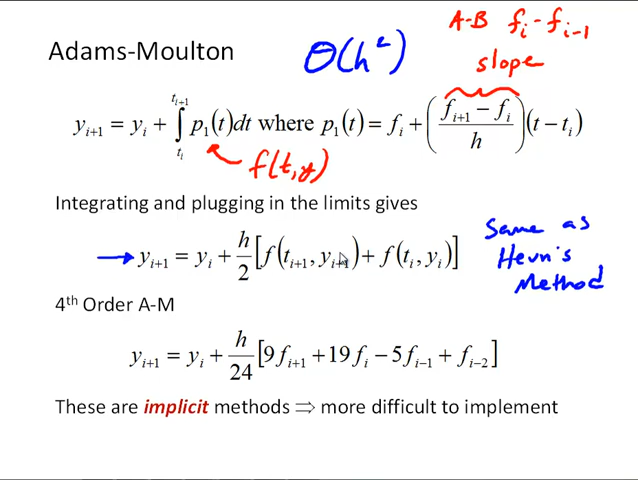 Adams-Moulton
Θ(h²)
A-B f_i - f_{i-1}
slope
y_{i+1} = y_i + ∫_{t_i}^{t_{i+1}} p_1(t)dt where p_1(t) = f_i + ((f_{i+1} − f_i)/h)(t − t_i)
f(t,y)
Integrating and plugging in the limits gives
y_{i+1} = y_i + h/2 [f(t_{i+1}, y_{i+1}) + f(t_i, y_i)]
Same as
Heun's
Method
4th Order A-M
y_{i+1} = y_i + h/24 [9f_{i+1} + 19f_i − 5f_{i−1} + f_{i−2}]
These are implicit methods ⇒ more difficult to implement